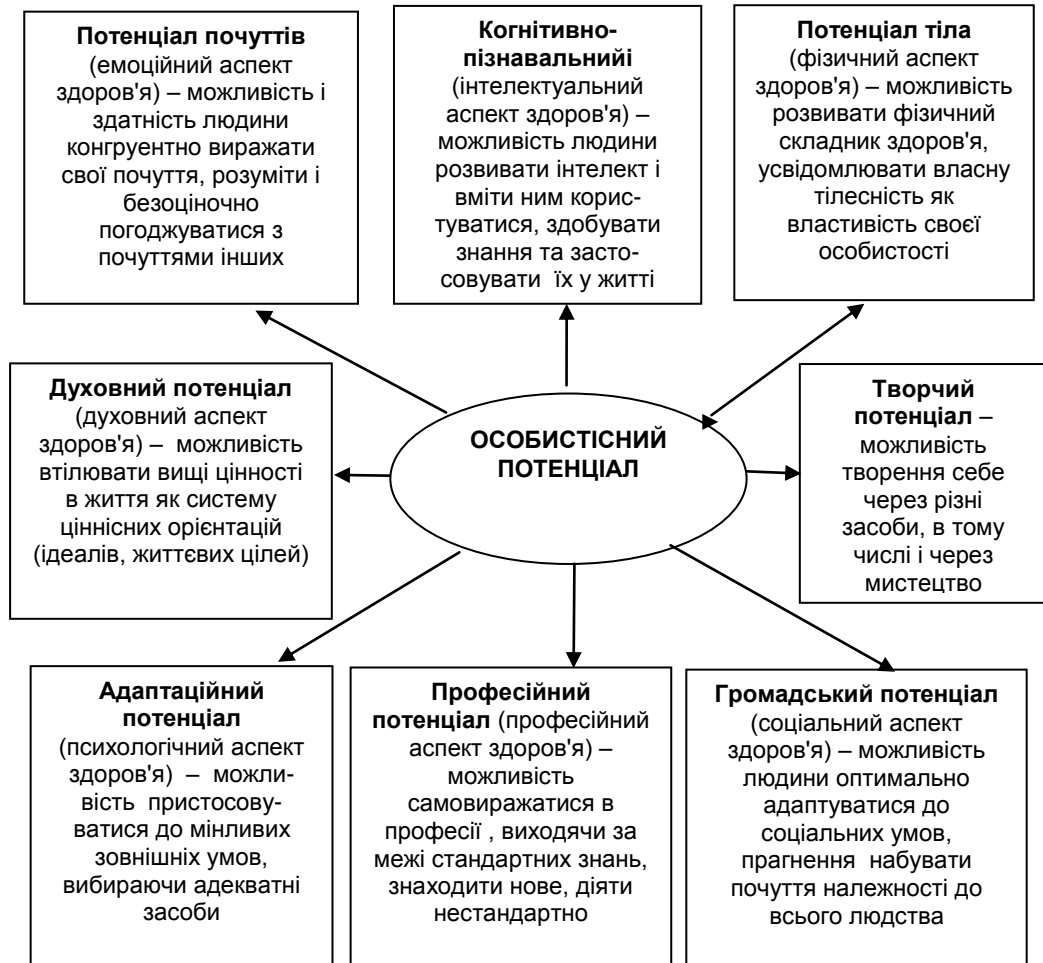 Потенціал почуттів
(емоційний аспект
здоров'я) – можливість і
здатність людини
конгруентно виражати
свої почуття, розуміти і
безоціночно
погоджуватися з
почуттями інших
Когнітивно-
пізнавальнийі
(інтелектуальний
аспект здоров'я) –
можливість людини
розвивати інтелект і
вміти ним корис-
туватися, здобувати
знання та засто-
совувати їх у житті
Потенціал тіла
(фізичний аспект
здоров'я) – можливість
розвивати фізичний
складник здоров'я,
усвідомлювати власну
тілесність як
властивість своєї
особистості
Духовний потенціал
(духовний аспект
здоров'я) – можливість
втілювати вищі цінності
в життя як систему
ціннісних орієнтацій
(ідеалів, життєвих цілей)
ОСОБИСТІСНИЙ
ПОТЕНЦІАЛ
Творчий
потенціал –
можливість
творення себе
через різні
засоби, в тому
числі і через
мистецтво
Адаптаційний
потенціал
(психологічний аспект
здоров'я) – можли-
вість пристосову-
ватися до мінливих
зовнішніх умов,
вибираючи адекватні
засоби
Професійний
потенціал (професійний
аспект здоров'я) –
можливість
самовиражатися в
професії , виходячи за
межі стандартних знань,
знаходити нове, діяти
нестандартно
Громадський потенціал
(соціальний аспект
здоров'я) – можливість
людини оптимально
адаптуватися до
соціальних умов,
прагнення набувати
почуття належності до
всього людства